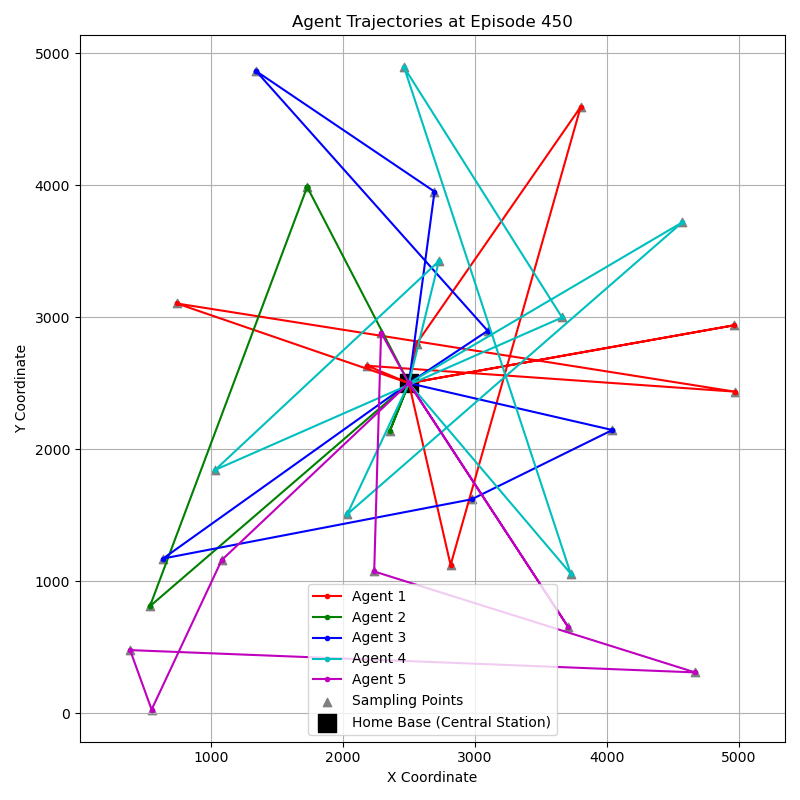 Agent Trajectories at Episode 450
Y Coordinate
5000
4000
3000
2000
1000
0
1000 2000 3000 4000 5000
X Coordinate
Agent 1
Agent 2
Agent 3
Agent 4
Agent 5
Sampling Points
Home Base (Central Station)